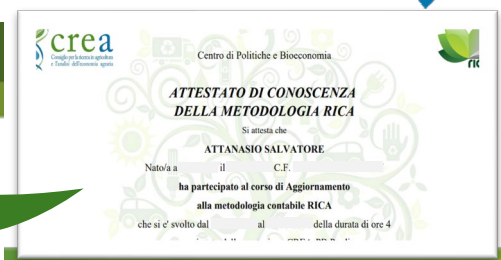 crea
Consiglio per la ricerca in agricoltura
e l'analisi dell'economia agraria
Centro di Politiche e Bioeconomia
ric
ATTESTATO DI CONOSCENZA
DELLA METODOLOGIA RICA
Si attesta che
ATTANASIO SALVATORE
Nato/a a il C.F.
ha partecipato al corso di Aggiornamento
alla metodologia contabile RICA
che si e' svolto dal al della durata di ore 4